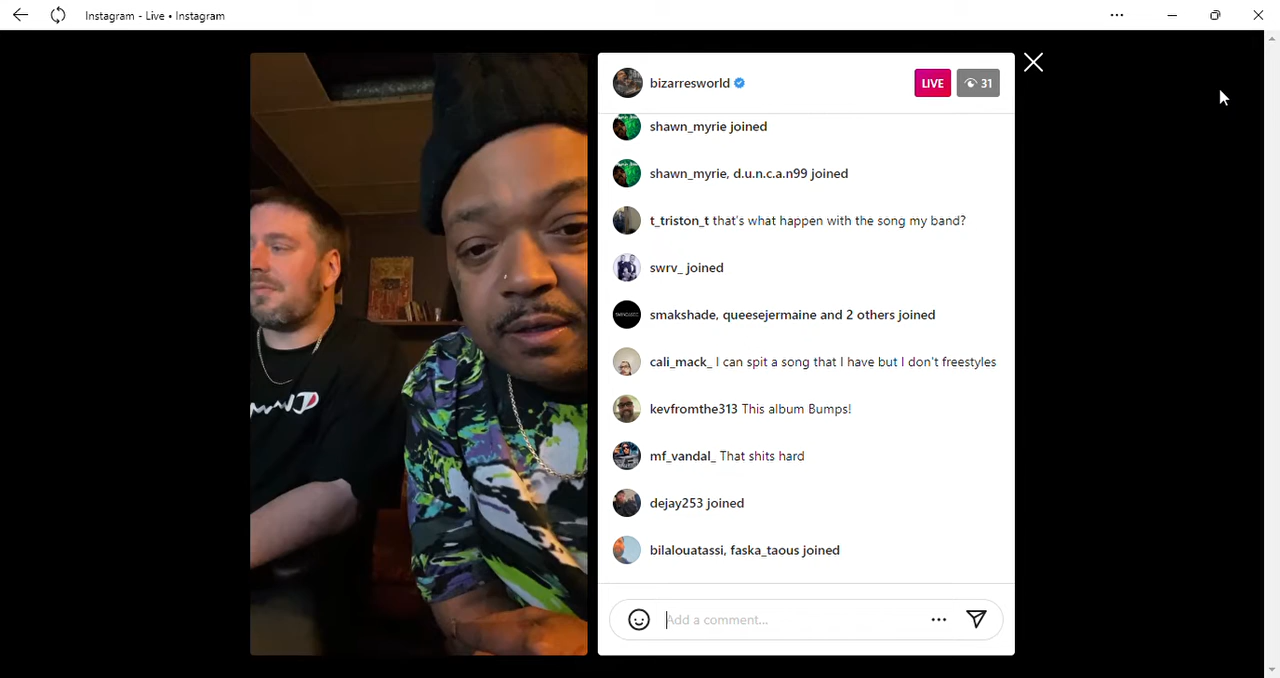 Instagram - Live • Instagram
bizarresworld
LIVE
31
shawn_myrie joined
shawn_myrie, d.u.n.c.a.n99 joined
t_triston_t that's what happen with the song my band?
swrv_ joined
smakshade, queesejermaine and 2 others joined
cali_mack_ I can spit a song that I have but I don't freestyles
kevfromthe313 This album Bumps!
mf_vandal_ That shits hard
dejay253 joined
bilalouatassi, faska_taous joined
Add a comment...